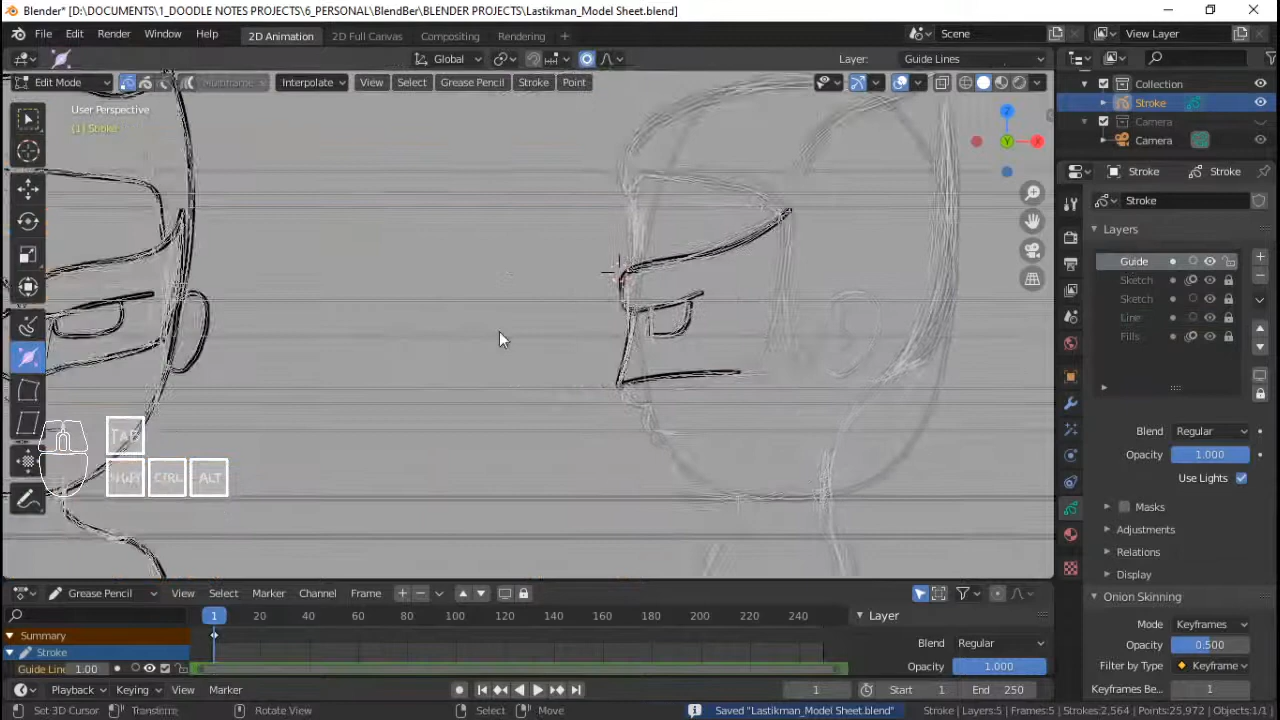 Blender* [D:\DOCUMENTS\1_DOODLE NOTES PROJECTS\6_PERSONAL\BlendBer\BLENDER PROJECTS\Lastikman_Model Sheet.blend]
File Edit Render Window Help 2D Animation 2D Full Canvas Compositing Rendering + Scene View Layer
Global Layer: Guide Lines
Edit Mode Multiframe Interpolate View Select Grease Pencil Stroke Point
User Perspective
(1) Stroke
Collection
Stroke
Camera
Camera
Stroke Stroke
Stroke
Layers
Guide
Sketch
Sketch
Line
Fills
Blend Regular
Opacity 1.000
Use Lights
Masks
Adjustments
Relations
Display
Onion Skinning
Mode Keyframes
Opacity 0.500
Filter by Type Keyframe
Keyframes Be... 1
TAB
CTRL ALT
X
Y
Z
Grease Pencil View Select Marker Channel Frame
1 20 40 60 80 100 120 140 160 180 200 220 240
Layer
Summary
Stroke
Guide Line 1.00
Blend Regular
Opacity 1.000
Playback Keying View Marker 1 Start 1 End 250
Set 3D Cursor Transform Rotate View Select Move Saved "Lastikman_Model Sheet.blend" Stroke | Layers:5 | Frames:5 | Strokes:2,564 | Points:25,972 | Objects:1/1